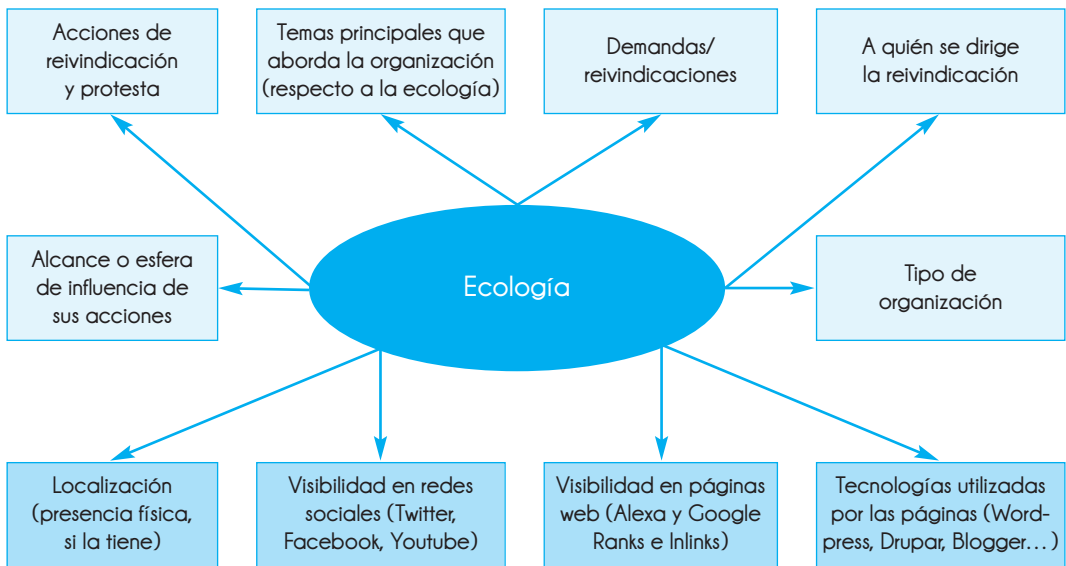 Acciones de
reivindicación
y protesta
Temas principales que
aborda la organización
(respecto a la ecología)
Demandas/
reivindicaciones
A quién se dirige
la reivindicación
Alcance o esfera
de influencia de
sus acciones
Ecología
Tipo de
organización
Localización
(presencia física,
si la tiene)
Visibilidad en redes
sociales (Twitter,
Facebook, Youtube)
Visibilidad en páginas
web (Alexa y Google
Ranks e Inlinks)
Tecnologías utilizadas
por las páginas (Word-
press, Drupar, Blogger...)